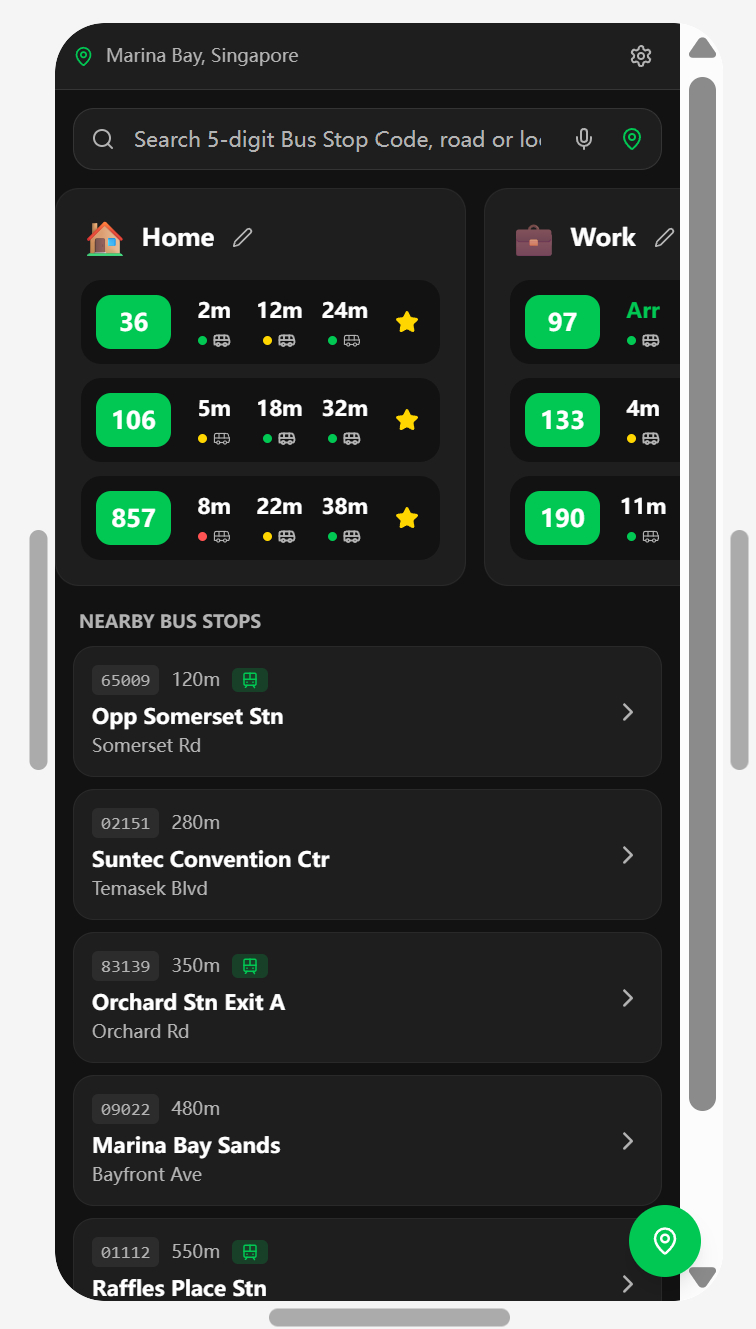 Marina Bay, Singapore
Search 5-digit Bus Stop Code, road or loc
Home
36 2m 12m 24m
106 5m 18m 32m
857 8m 22m 38m
Work
97 Arr
133 4m
190 11m
NEARBY BUS STOPS
65009 120m
Opp Somerset Stn
Somerset Rd
02151 280m
Suntec Convention Ctr
Temasek Blvd
83139 350m
Orchard Stn Exit A
Orchard Rd
09022 480m
Marina Bay Sands
Bayfront Ave
01112 550m
Raffles Place Stn